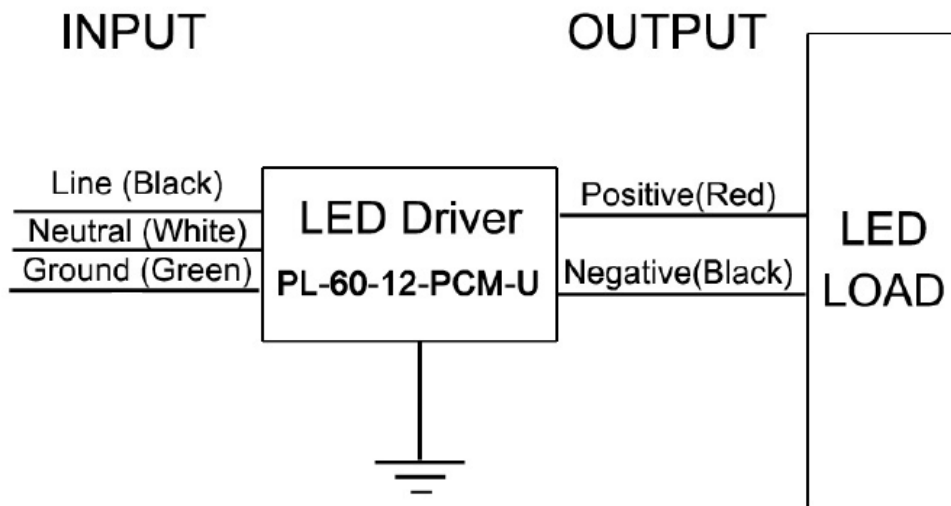 INPUT
OUTPUT
Line (Black)
Neutral (White)
Ground (Green)
LED Driver
PL-60-12-PCM-U
Positive(Red)
Negative(Black)
LED
LOAD